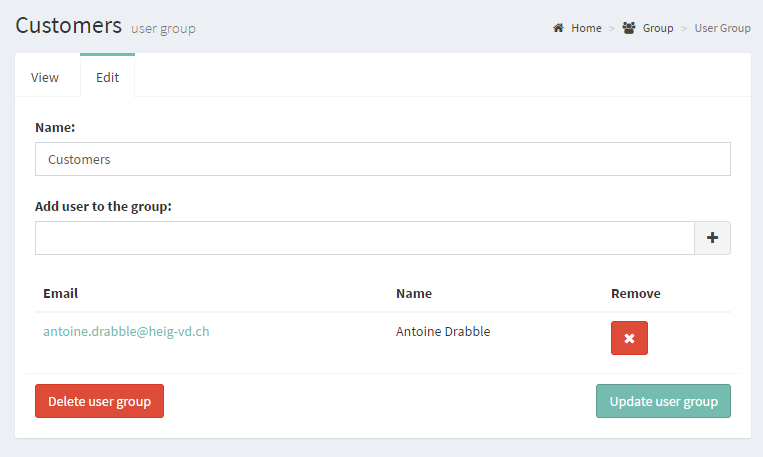 Customers user group
Home > Group > User Group
View Edit
Name:
Customers
Add user to the group:
Email Name Remove
antoine.drabble@heig-vd.ch Antoine Drabble
Delete user group Update user group